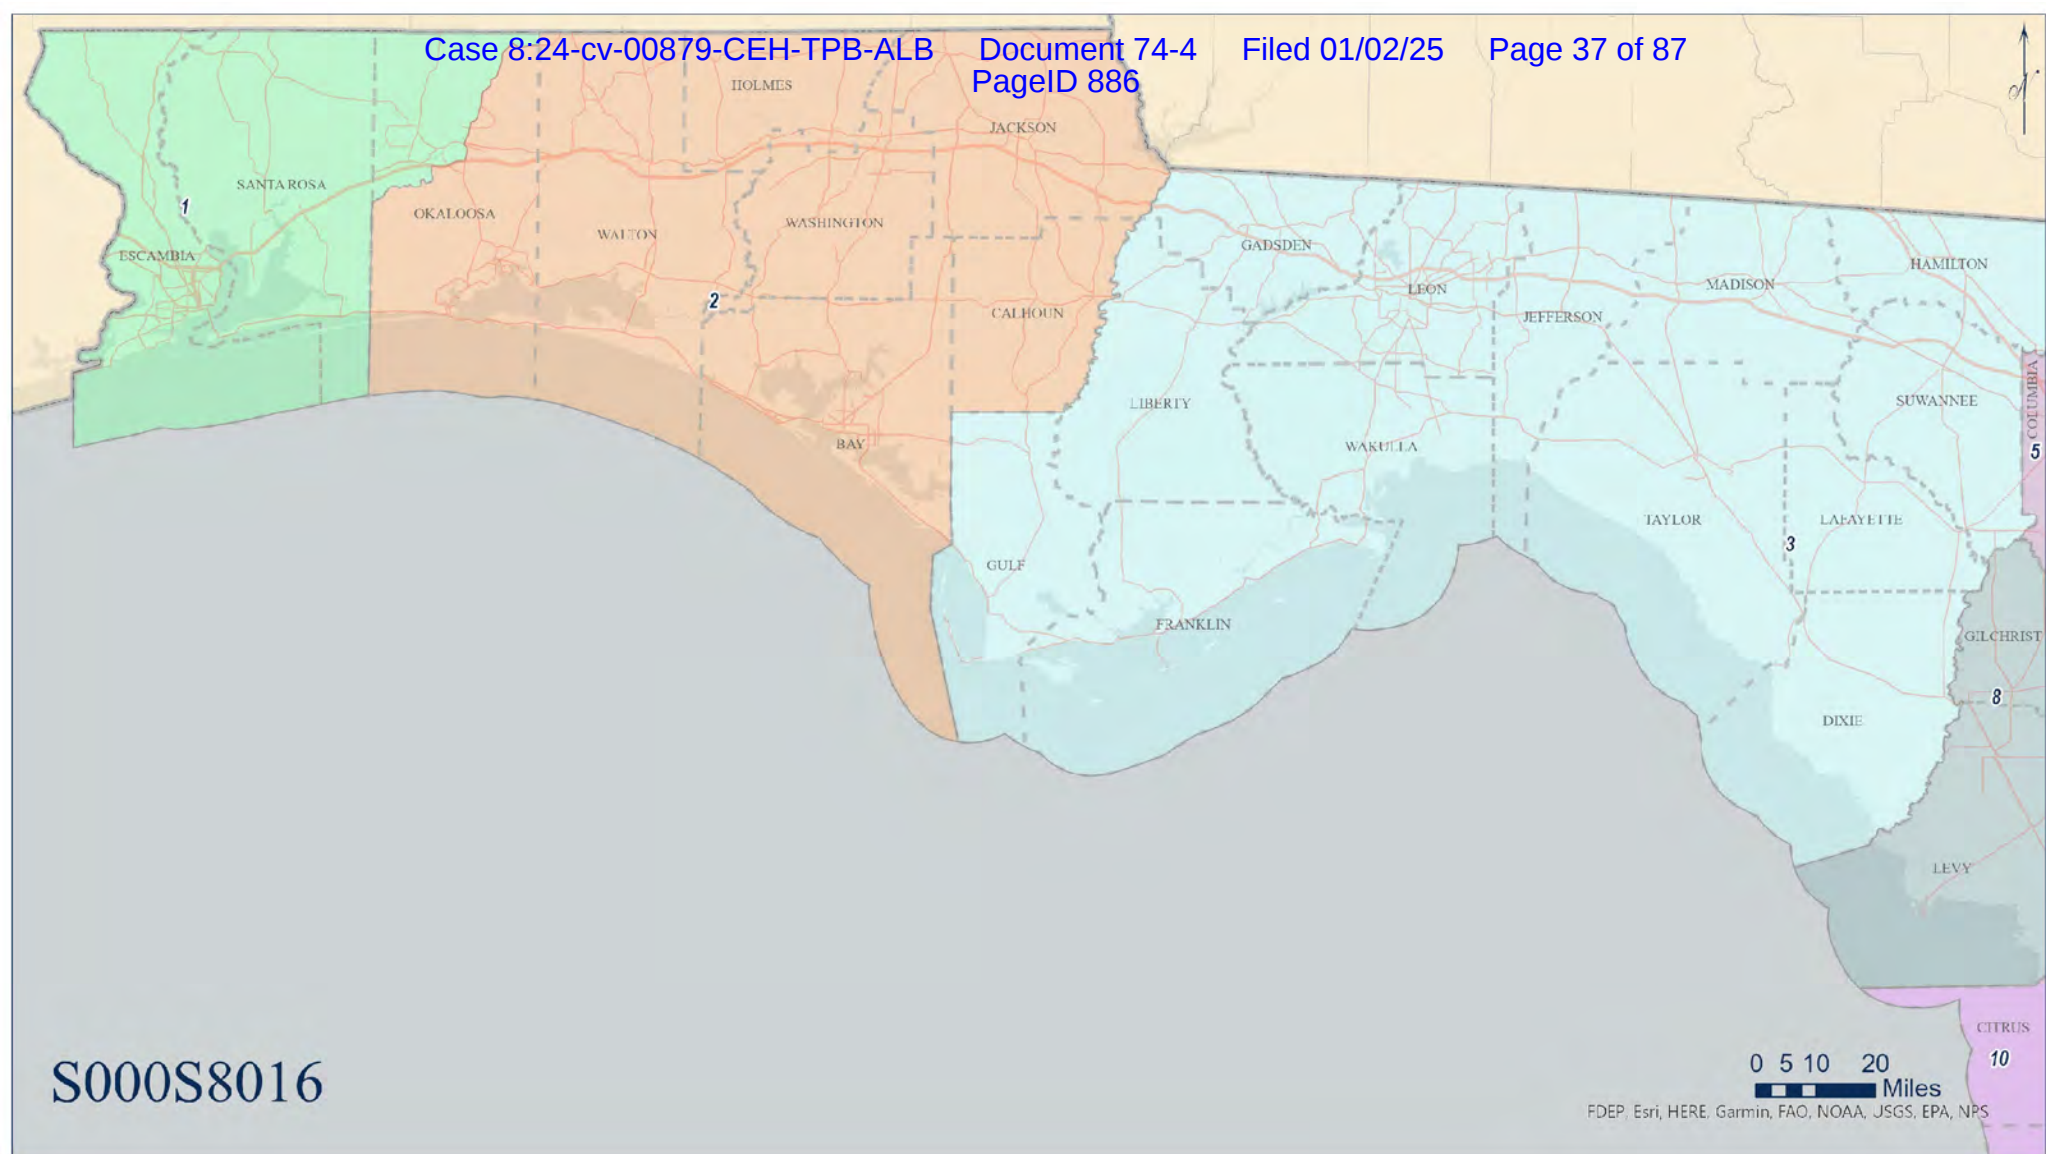 Case 8:24-cv-00879-CEH-TPB-ALB Document 74-4 Filed 01/02/25 Page 37 of 87
PageID 886
N
HOLMES
JACKSON
SANTA ROSA
1
OKALOOSA
WALTON
WASHINGTON
ESCAMBIA
GADSDEN
HAMILTON
MADISON
LEON
2
CALHOUN
JEFFERSON
LIBERTY
SUWANNEE
COLUMBIA
BAY
WAKULLA
5
TAYLOR
LAFAYETTE
3
GULF
FRANKLIN
GILCHRIST
8
DIXIE
LEVY
CITRUS
10
S000S8016
0 5 10 20
Miles
FDEP, Esri, HERE, Garmin, FAO, NOAA, USGS, EPA, NPS